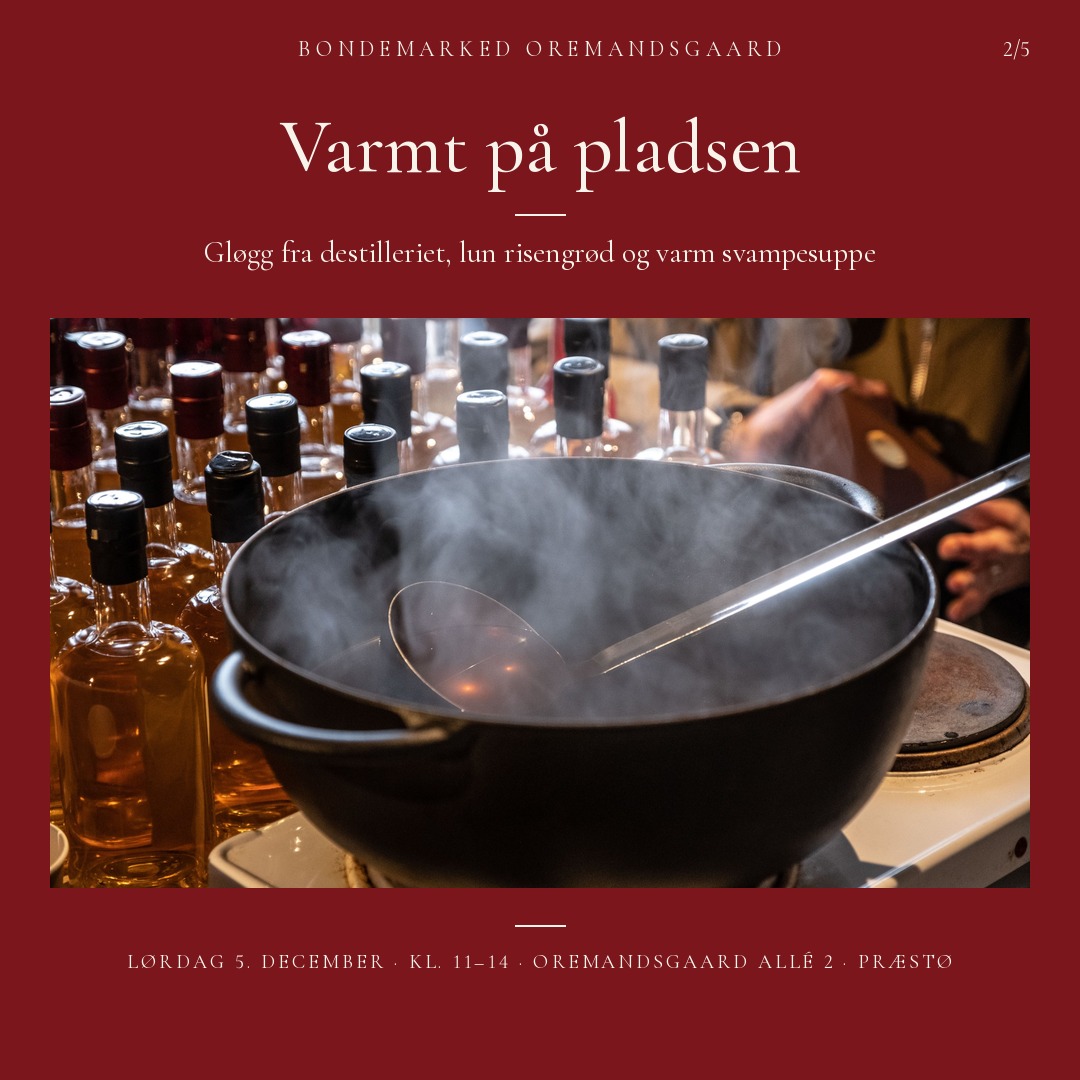 BONDEMARKED OREMANDSGAARD
2/5
Varmt på pladsen
Gløgg fra destilleriet, lun risengrød og varm svampesuppe
LØRDAG 5. DECEMBER · KL. 11–14 · OREMANDSGAARD ALLÉ 2 · PRÆSTØ